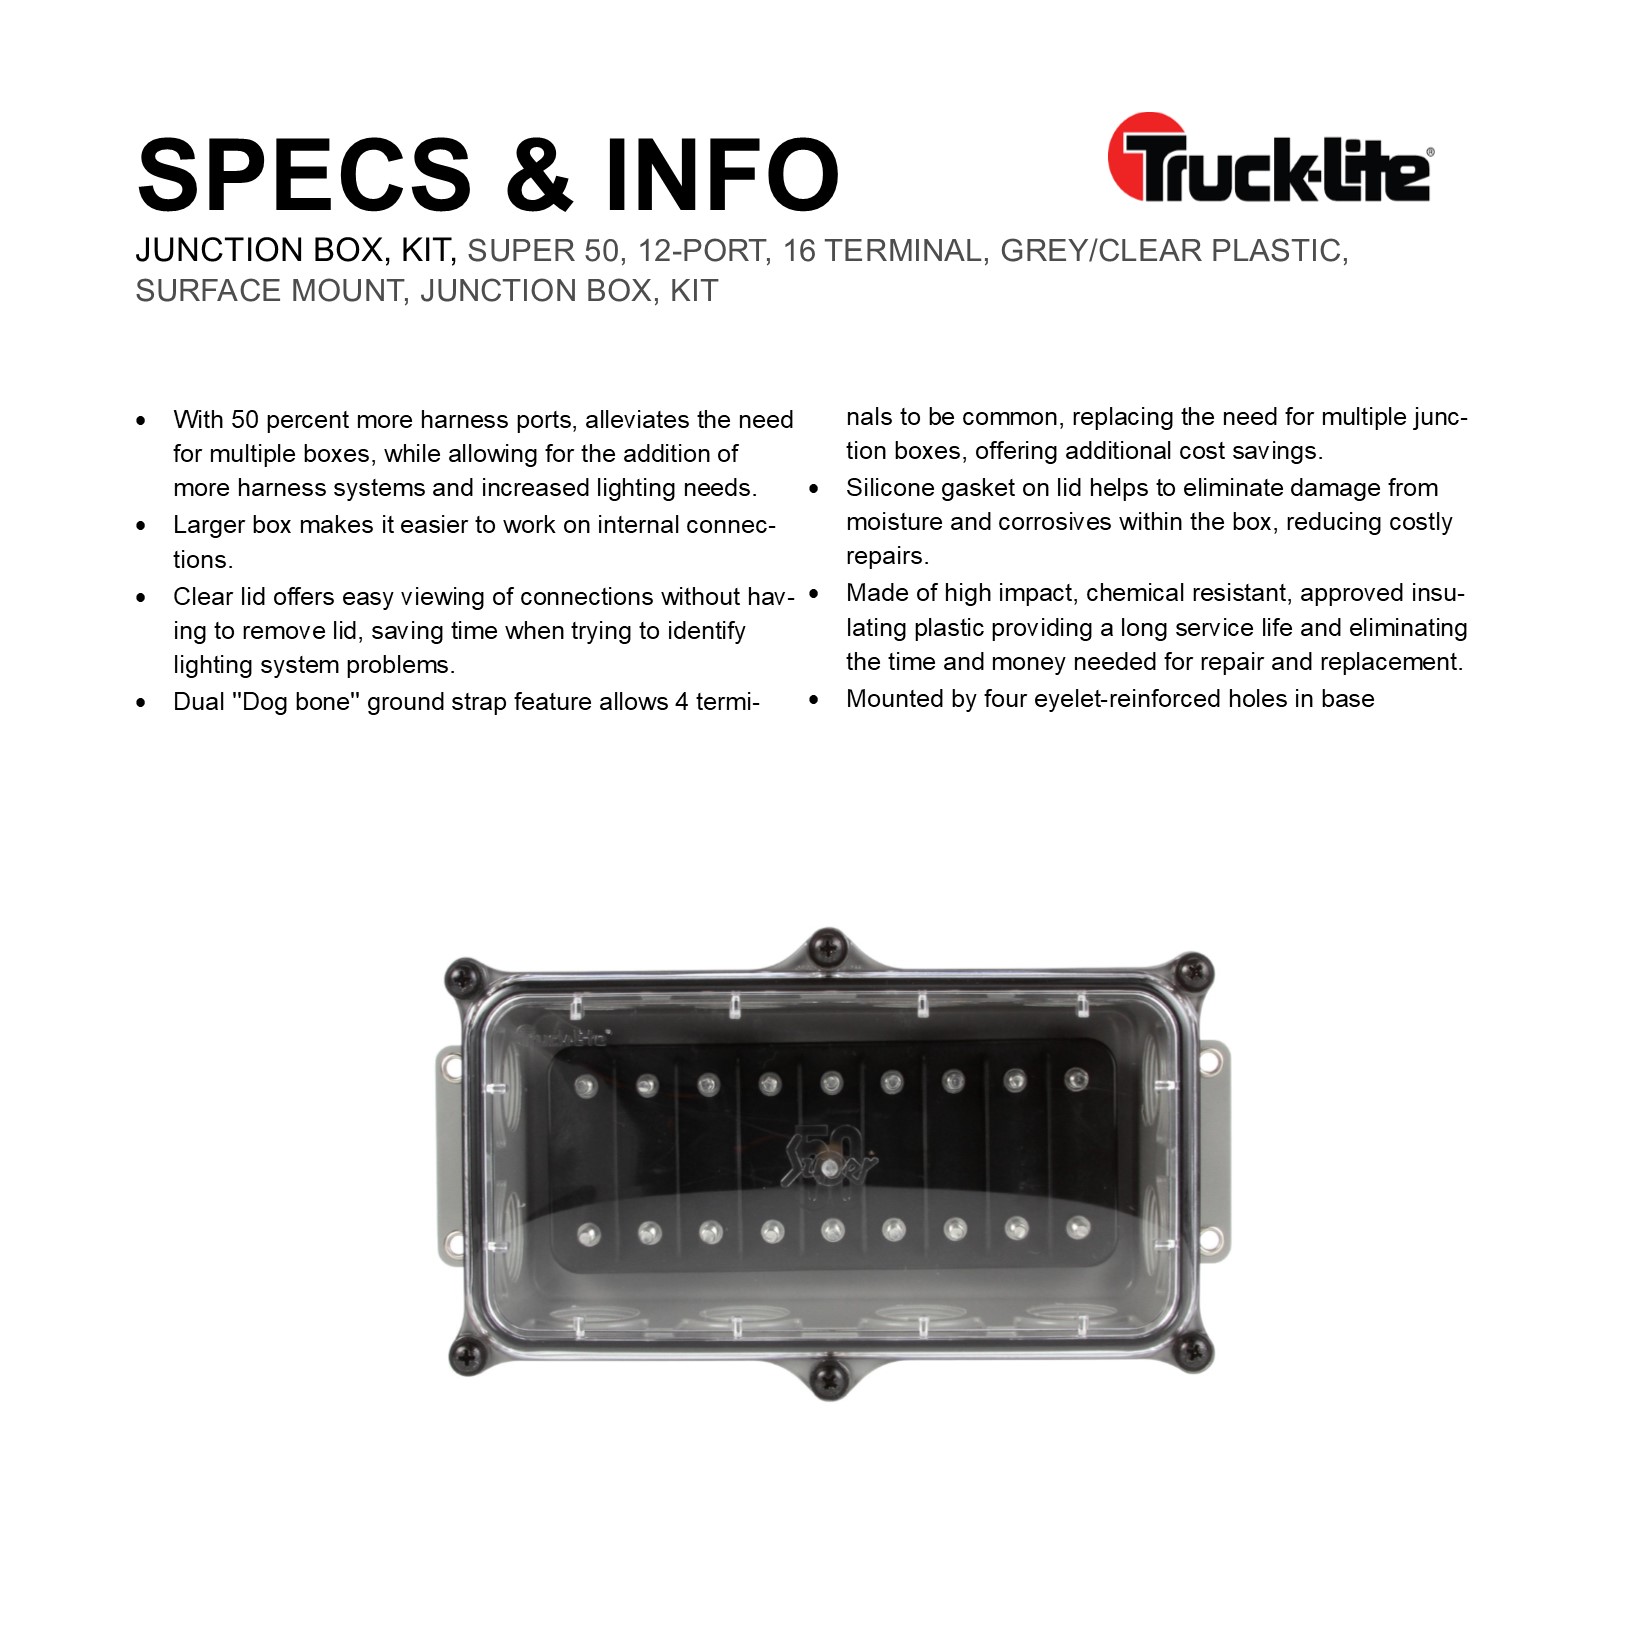 SPECS & INFO
Truck-Lite®
JUNCTION BOX, KIT, SUPER 50, 12-PORT, 16 TERMINAL, GREY/CLEAR PLASTIC,
SURFACE MOUNT, JUNCTION BOX, KIT
• With 50 percent more harness ports, alleviates the need
for multiple boxes, while allowing for the addition of
more harness systems and increased lighting needs.
• Larger box makes it easier to work on internal connec-
tions.
• Clear lid offers easy viewing of connections without hav-
ing to remove lid, saving time when trying to identify
lighting system problems.
• Dual "Dog bone" ground strap feature allows 4 termi-
nals to be common, replacing the need for multiple junc-
tion boxes, offering additional cost savings.
• Silicone gasket on lid helps to eliminate damage from
moisture and corrosives within the box, reducing costly
repairs.
• Made of high impact, chemical resistant, approved insu-
lating plastic providing a long service life and eliminating
the time and money needed for repair and replacement.
• Mounted by four eyelet-reinforced holes in base
Truck-Lite
50
Super